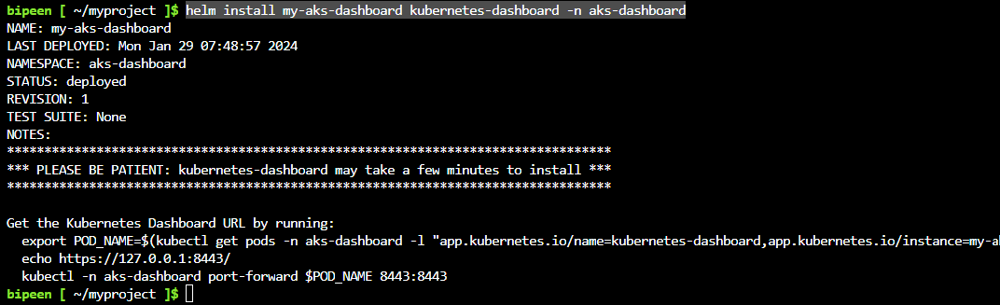 bipeen [ ~/myproject ]$ helm install my-aks-dashboard kubernetes-dashboard -n aks-dashboard
NAME: my-aks-dashboard
LAST DEPLOYED: Mon Jan 29 07:48:57 2024
NAMESPACE: aks-dashboard
STATUS: deployed
REVISION: 1
TEST SUITE: None
NOTES:
*********************************************************************************
*** PLEASE BE PATIENT: kubernetes-dashboard may take a few minutes to install ***
*********************************************************************************
Get the Kubernetes Dashboard URL by running:
export POD_NAME=$(kubectl get pods -n aks-dashboard -l "app.kubernetes.io/name=kubernetes-dashboard,app.kubernetes.io/instance=my-a
echo https://127.0.0.1:8443/
kubectl -n aks-dashboard port-forward $POD_NAME 8443:8443
bipeen [ ~/myproject ]$